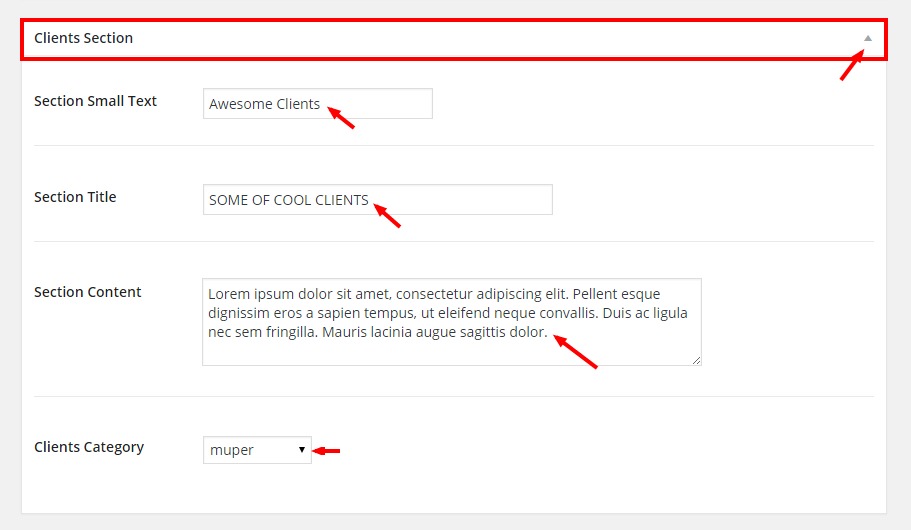 Clients Section
Section Small Text
Awesome Clients
Section Title
SOME OF COOL CLIENTS
Section Content
Lorem ipsum dolor sit amet, consectetur adipiscing elit. Pellent esque
dignissim eros a sapien tempus, ut eleifend neque convallis. Duis ac ligula
nec sem fringilla. Mauris lacinia augue sagittis dolor.
Clients Category
muper